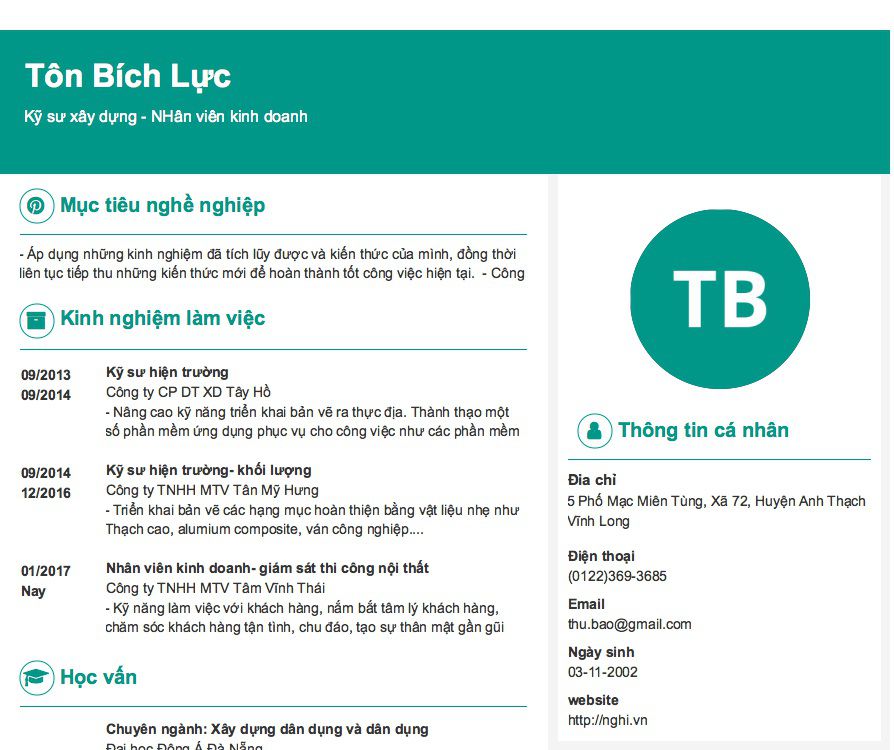 Tôn Bích Lực
Kỹ sư xây dựng - NHân viên kinh doanh
Mục tiêu nghề nghiệp
- Áp dụng những kinh nghiệm đã tích lũy được và kiến thức của mình, đồng thời
liên tục tiếp thu những kiến thức mới để hoàn thành tốt công việc hiện tại. - Công
Kinh nghiệm làm việc
09/2013
09/2014
Kỹ sư hiện trường
Công ty CP DT XD Tây Hồ
- Nâng cao kỹ năng triển khai bản vẽ ra thực địa. Thành thạo một
số phần mềm ứng dụng phục vụ cho công việc như các phần mềm
09/2014
12/2016
Kỹ sư hiện trường- khối lượng
Công ty TNHH MTV Tân Mỹ Hưng
- Triển khai bản vẽ các hạng mục hoàn thiện bằng vật liệu nhẹ như
Thạch cao, alumium composite, ván công nghiệp....
01/2017
Nay
Nhân viên kinh doanh- giám sát thi công nội thất
Công ty TNHH MTV Tâm Vĩnh Thái
- Kỹ năng làm việc với khách hàng, nắm bắt tâm lý khách hàng,
chăm sóc khách hàng tận tình, chu đáo, tạo sự thân mật gần gũi
Học vấn
Chuyên ngành: Xây dựng dân dụng và dân dụng
Đại học Đông Á Đà Nẵng
TB
Thông tin cá nhân
Đia chỉ
5 Phố Mạc Miên Tùng, Xã 72, Huyện Anh Thạch
Vĩnh Long
Điện thoại
(0122)369-3685
Email
thu.bao@gmail.com
Ngày sinh
03-11-2002
website
http://nghi.vn